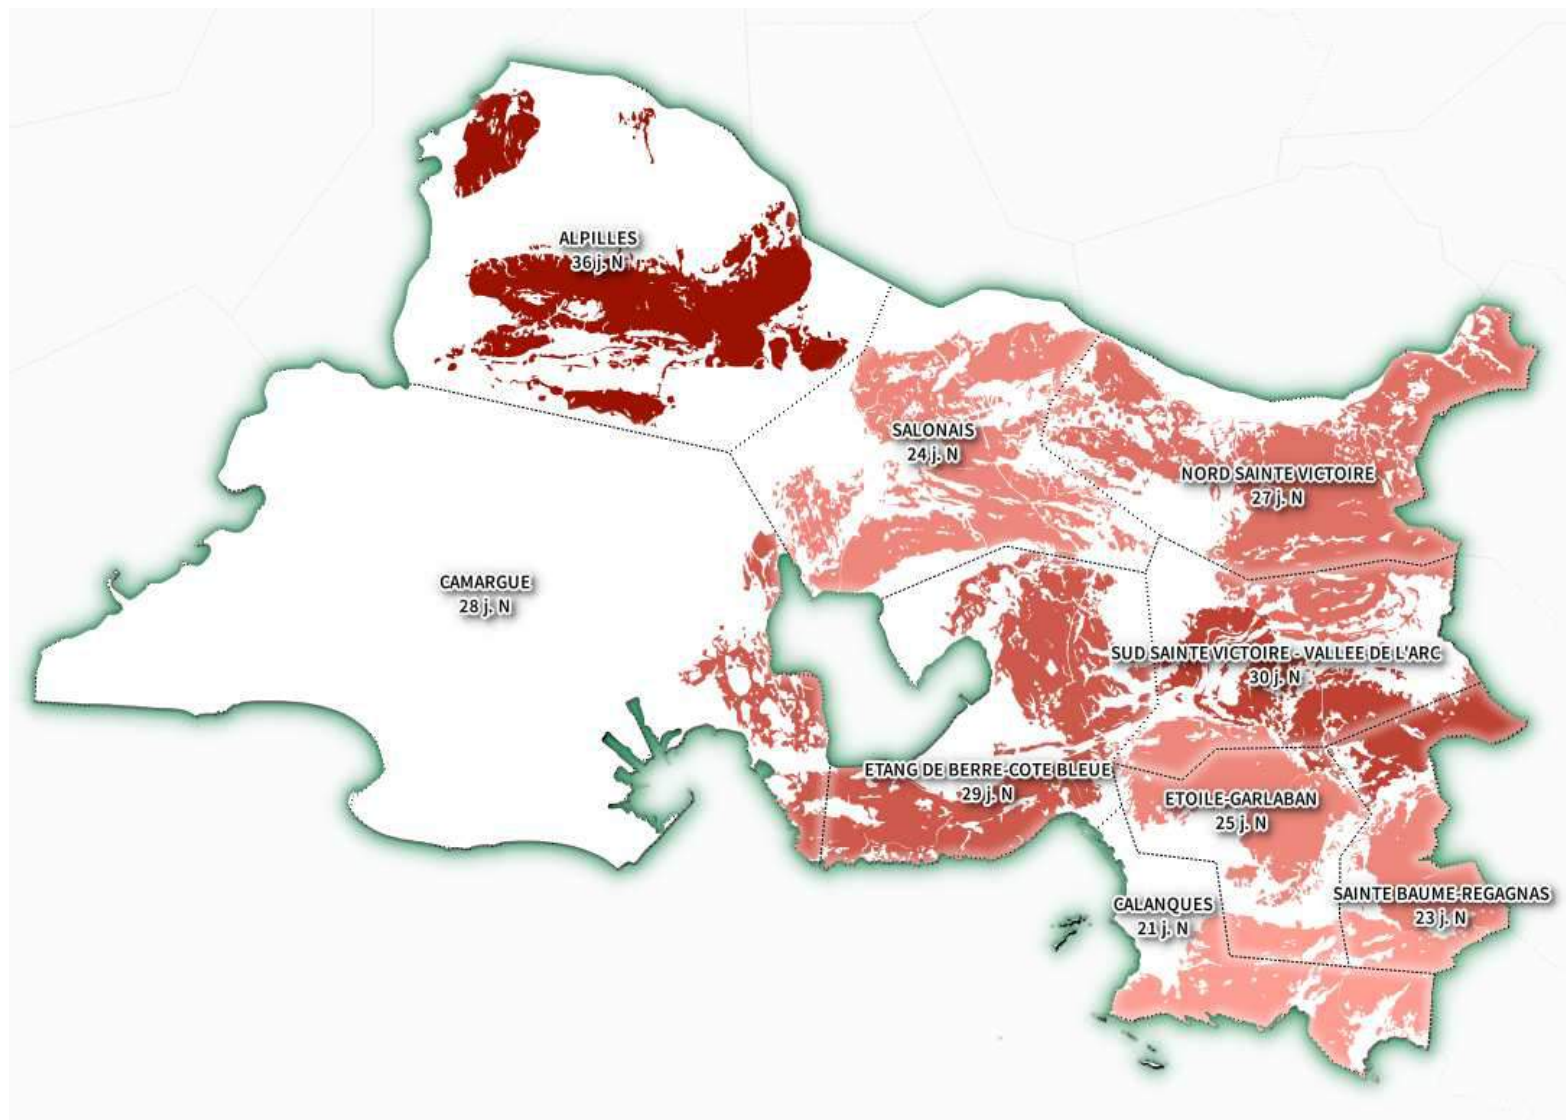 ALPILLES
36 j. N
SALONAIS
24 j. N
NORD SAINTE VICTOIRE
27 j. N
CAMARGUE
28 j. N
SUD SAINTE VICTOIRE - VALLEE DE L'ARC
30 j. N
ETANG DE BERRE-COTE BLEUE
29 j. N
ETOILE-GARLABAN
25 j. N
CALANQUES
21 j. N
SAINTE BAUME-REGAGNAS
23 j. N